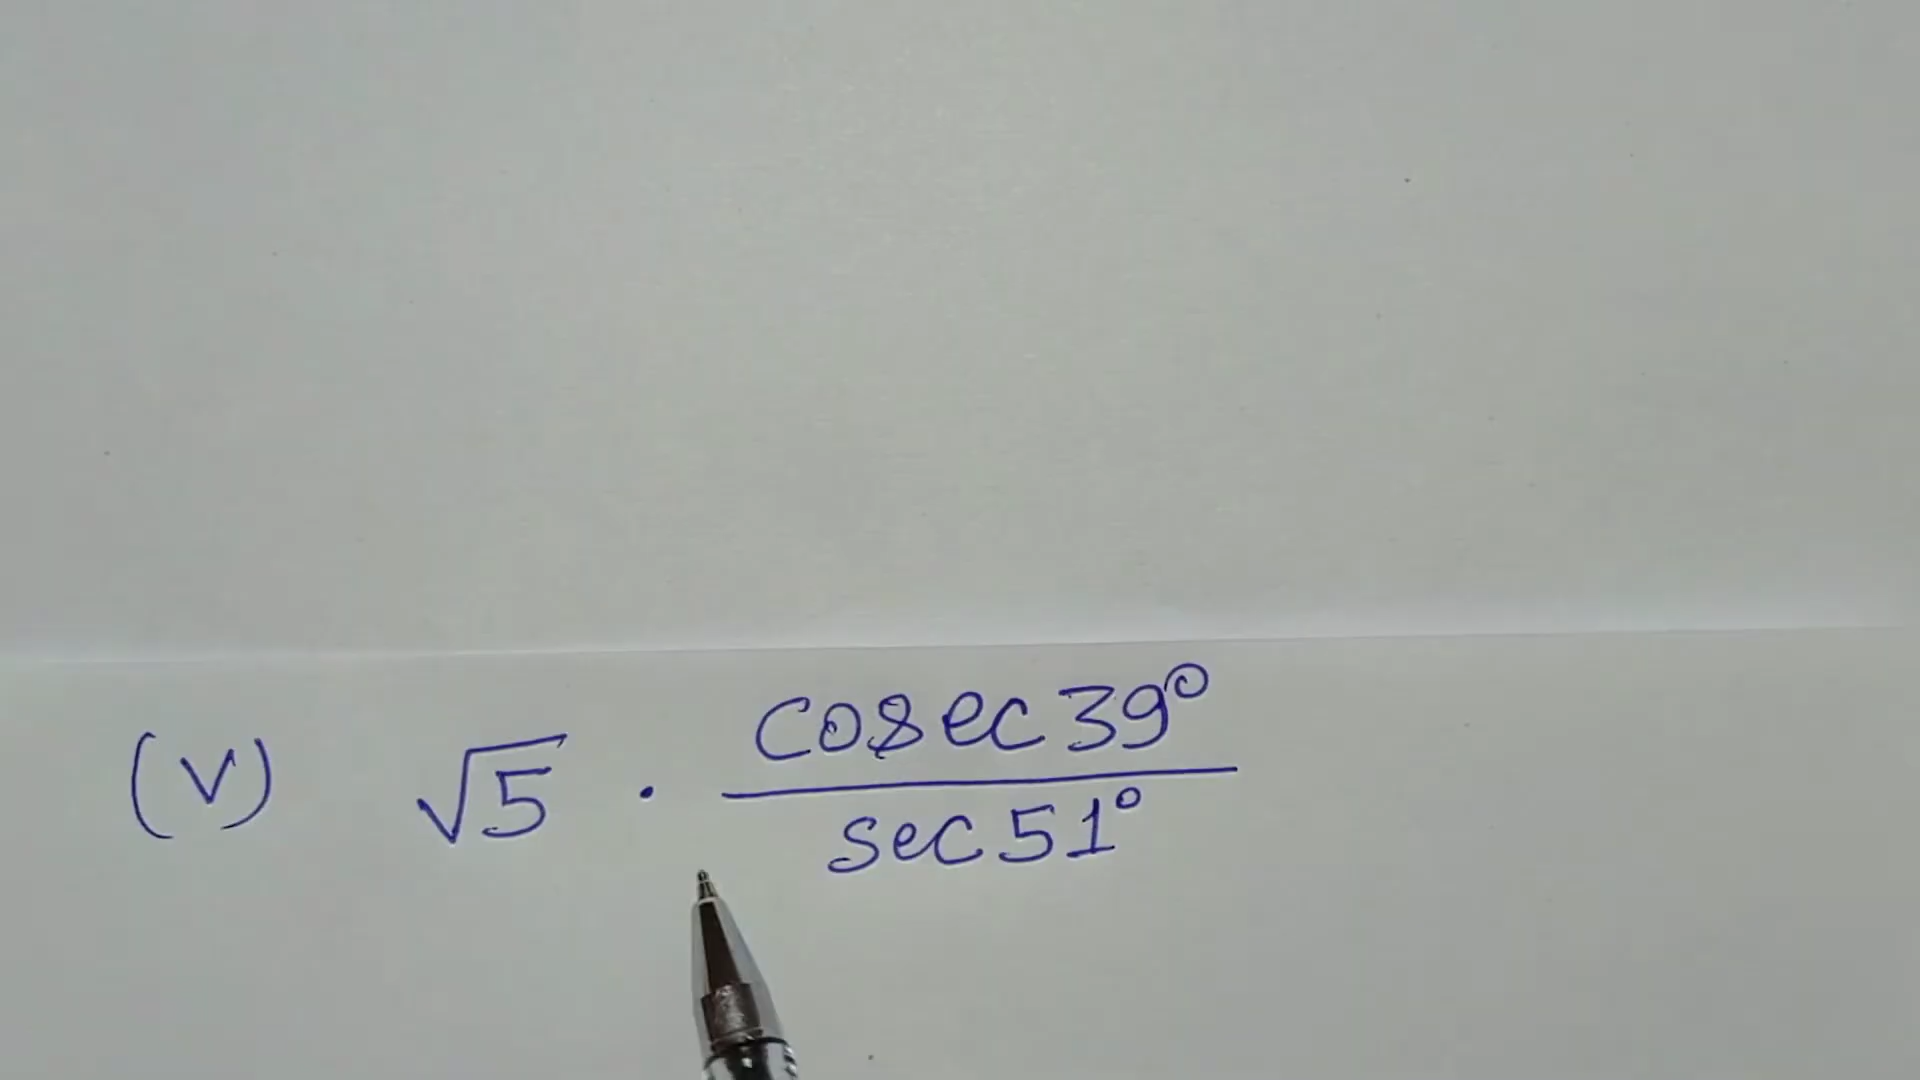 (v) √5 · cosec 39° / sec 51°